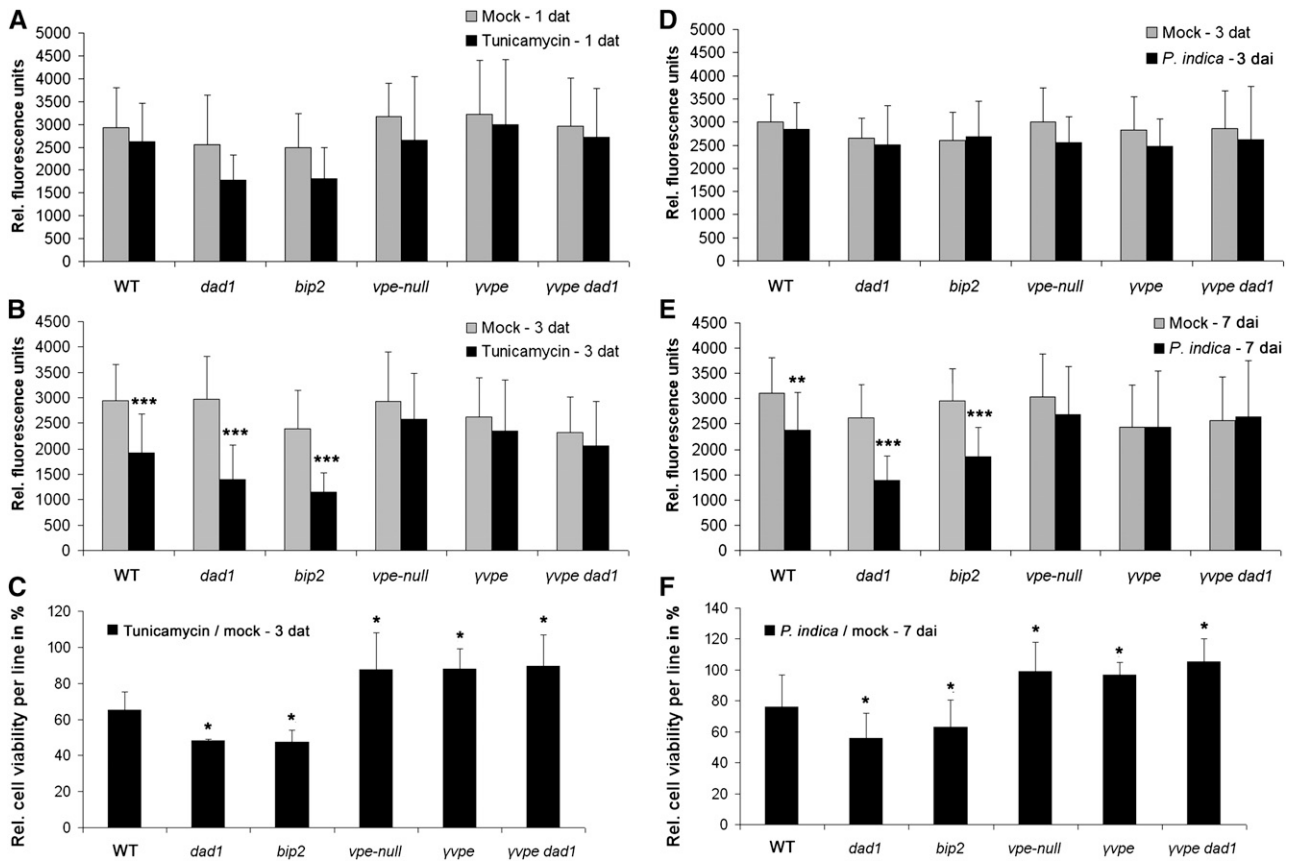 A
Mock - 1 dat
Tunicamycin - 1 dat
Rel. fluorescence units
5000
4500
4000
3500
3000
2500
2000
1500
1000
500
0
WT dad1 bip2 vpe-null γvpe γvpe dad1
B
Mock - 3 dat
Tunicamycin - 3 dat
Rel. fluorescence units
4500
4000
3500
3000
2500
2000
1500
1000
500
0
*** *** ***
WT dad1 bip2 vpe-null γvpe γvpe dad1
C
Tunicamycin / mock - 3 dat
Rel. cell viability per line in %
120
100
80
60
40
20
0
* * * * *
WT dad1 bip2 vpe-null γvpe γvpe dad1
D
Mock - 3 dat
P. indica - 3 dai
Rel. fluorescence units
5000
4500
4000
3500
3000
2500
2000
1500
1000
500
0
WT dad1 bip2 vpe-null γvpe γvpe dad1
E
Mock - 7 dai
P. indica - 7 dai
Rel. fluorescence units
4500
4000
3500
3000
2500
2000
1500
1000
500
0
** *** ***
WT dad1 bip2 vpe-null γvpe γvpe dad1
F
P. indica / mock - 7 dai
Rel. cell viability per line in %
140
120
100
80
60
40
20
0
* * * * *
WT dad1 bip2 vpe-null γvpe γvpe dad1